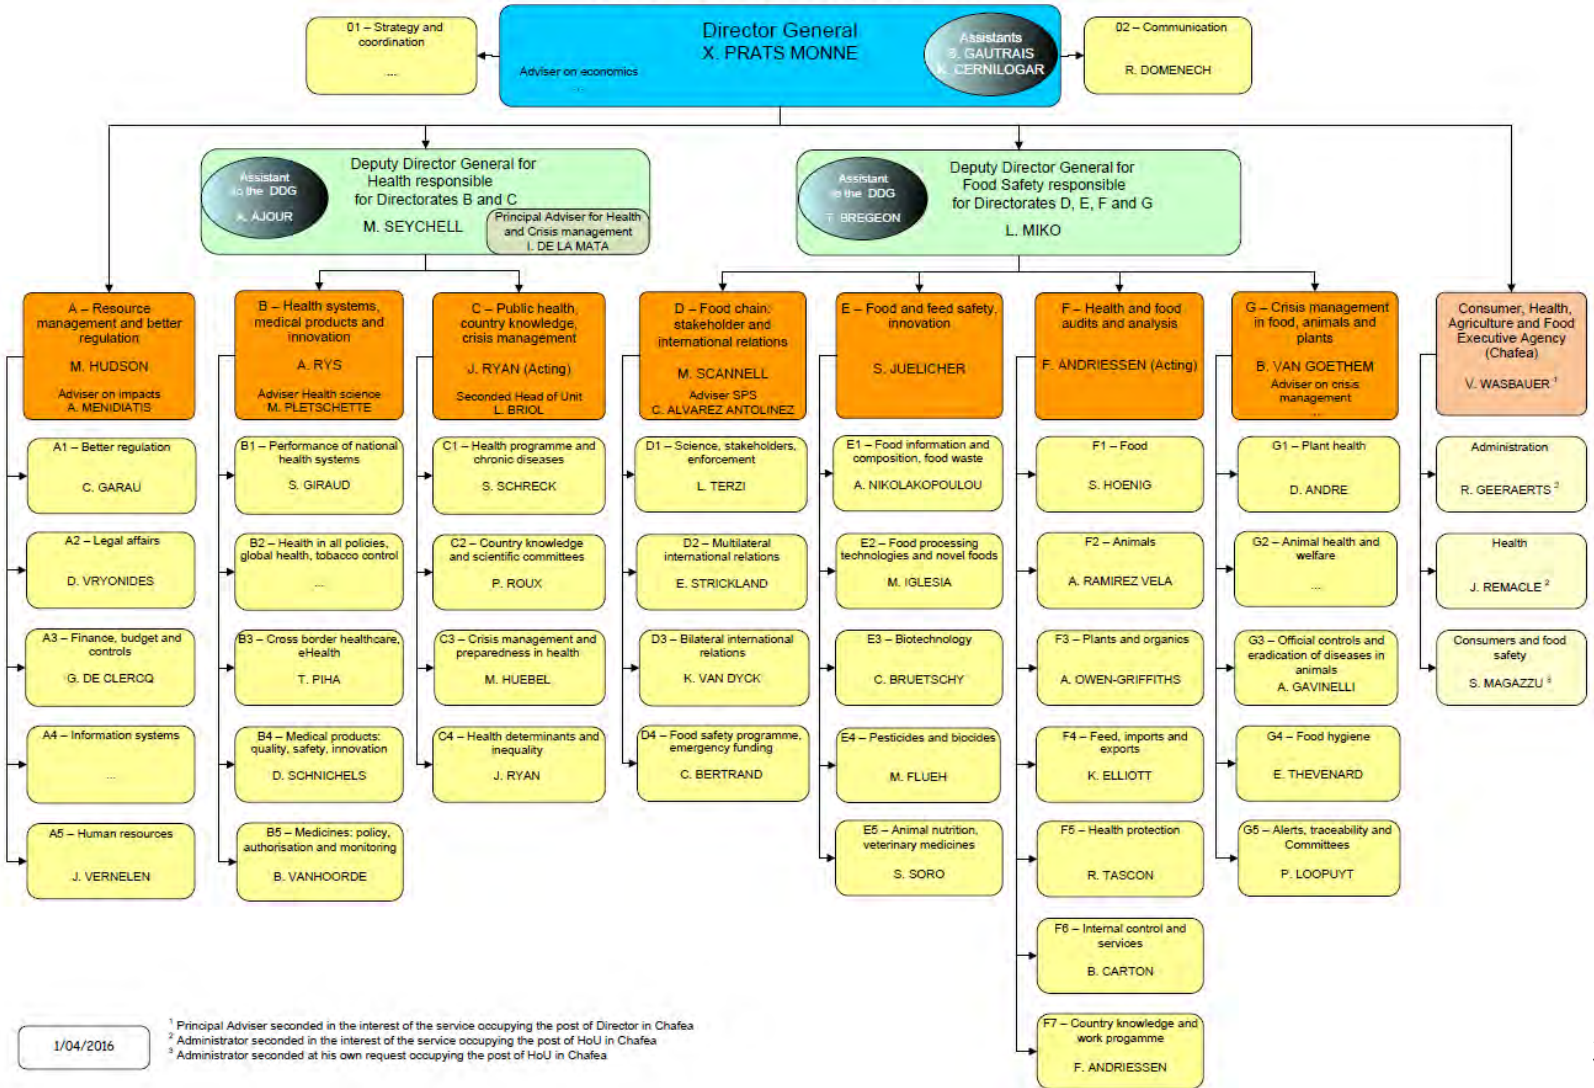 01 – Strategy and
coordination
...
Director General
X. PRATS MONNE
Adviser on economics
...
Assistants
GAUTRAIS
CERNILOGAR
02 – Communication
R. DOMENECH
Assistant
to the DDG
AJOUR
Deputy Director General for
Health responsible
for Directorates B and C
M. SEYCHELL
Principal Adviser for Health
and Crisis management
I. DE LA MATA
Assistant
to the DDG
BREGEON
Deputy Director General for
Food Safety responsible
for Directorates D, E, F and G
L. MIKO
A – Resource
management and better
regulation
M. HUDSON
Adviser on impacts
A. MENIDIATIS
A1 – Better regulation
C. GARAU
A2 – Legal affairs
D. VRYONIDES
A3 – Finance, budget and
controls
G. DE CLERCQ
A4 – Information systems
...
A5 – Human resources
J. VERNELEN
B – Health systems,
medical products and
innovation
A. RYS
Adviser Health science
M. PLETSCHETTE
B1 – Performance of national
health systems
S. GIRAUD
B2 – Health in all policies,
global health, tobacco control
...
B3 – Cross border healthcare,
eHealth
T. PIHA
B4 – Medical products:
quality, safety, innovation
D. SCHNICHELS
B5 – Medicines: policy,
authorisation and monitoring
B. VANHOORDE
C – Public health,
country knowledge,
crisis management
J. RYAN (Acting)
Seconded Head of Unit
L. BRIOL
C1 – Health programme and
chronic diseases
S. SCHRECK
C2 – Country knowledge
and scientific committees
P. ROUX
C3 – Crisis management and
preparedness in health
M. HUEBEL
C4 – Health determinants and
inequality
J. RYAN
D – Food chain:
stakeholder and
international relations
M. SCANNELL
Adviser SPS
C. ALVAREZ ANTOLINEZ
D1 – Science, stakeholders,
enforcement
L. TERZI
D2 – Multilateral
international relations
E. STRICKLAND
D3 – Bilateral international
relations
K. VAN DYCK
D4 – Food safety programme,
emergency funding
C. BERTRAND
E – Food and feed safety,
innovation
S. JUELICHER
E1 – Food information and
composition, food waste
A. NIKOLAKOPOULOU
E2 – Food processing
technologies and novel foods
M. IGLESIA
E3 – Biotechnology
C. BRUETSCHY
E4 – Pesticides and biocides
M. FLUEH
E5 – Animal nutrition,
veterinary medicines
S. SORO
F – Health and food
audits and analysis
F. ANDRIESSEN (Acting)
F1 – Food
S. HOENIG
F2 – Animals
A. RAMIREZ VELA
F3 – Plants and organics
A. OWEN-GRIFFITHS
F4 – Feed, imports and
exports
K. ELLIOTT
F5 – Health protection
R. TASCON
F6 – Internal control and
services
B. CARTON
F7 – Country knowledge and
work progamme
F. ANDRIESSEN
G – Crisis management
in food, animals and
plants
B. VAN GOETHEM
Adviser on crisis
management
...
G1 – Plant health
D. ANDRE
G2 – Animal health and
welfare
...
G3 – Official controls and
eradication of diseases in
animals
A. GAVINELLI
G4 – Food hygiene
E. THEVENARD
G5 – Alerts, traceability and
Committees
P. LOOPUYT
Consumer, Health,
Agriculture and Food
Executive Agency
(Chafea)
V. WASBAUER ¹
Administration
R. GEERAERTS ²
Health
J. REMACLE ²
Consumers and food
safety
S. MAGAZZU ³
1/04/2016
¹ Principal Adviser seconded in the interest of the service occupying the post of Director in Chafea
² Administrator seconded in the interest of the service occupying the post of HoU in Chafea
³ Administrator seconded at his own request occupying the post of HoU in Chafea